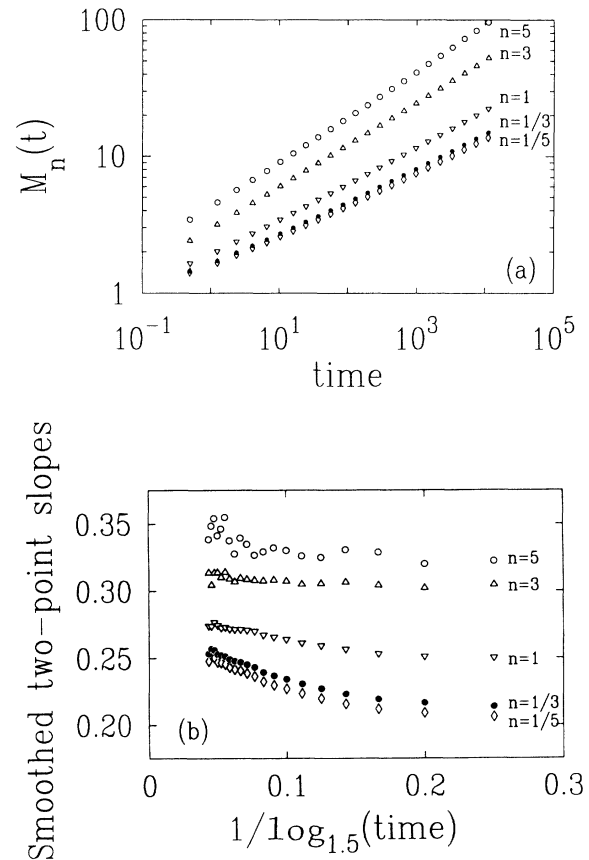 100
10
1
M_n(t)
n=5
n=3
n=1
n=1/3
n=1/5
(a)
10^-1
10^1
10^3
10^5
time
Smoothed two-point slopes
0.35
0.30
0.25
0.20
n=5
n=3
n=1
n=1/3
n=1/5
(b)
0
0.1
0.2
0.3
1/log_1.5(time)